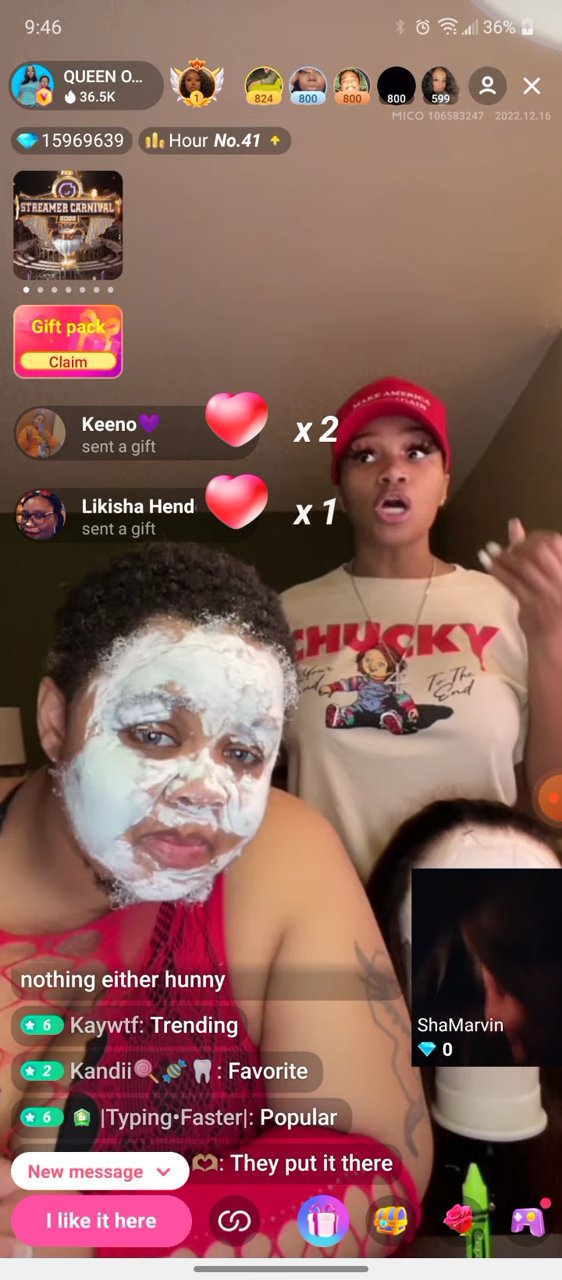 9:46
36%
QUEEN O...
36.5K
1
824
800
800
800
599
MICO 106583247 2022.12.16
15969639
Hour No.41
STREAMER CARNIVAL
Gift pack
Claim
Keeno
sent a gift
x 2
MAKE AMERICA
AGAIN
Likisha Hend
sent a gift
x 1
CHUCKY
To The
End
nothing either hunny
6 Kaywtf: Trending
2 Kandii🍭🍬🦷: Favorite
6 |Typing•Faster|: Popular
🫶🏽: They put it there
ShaMarvin
0
New message
I like it here